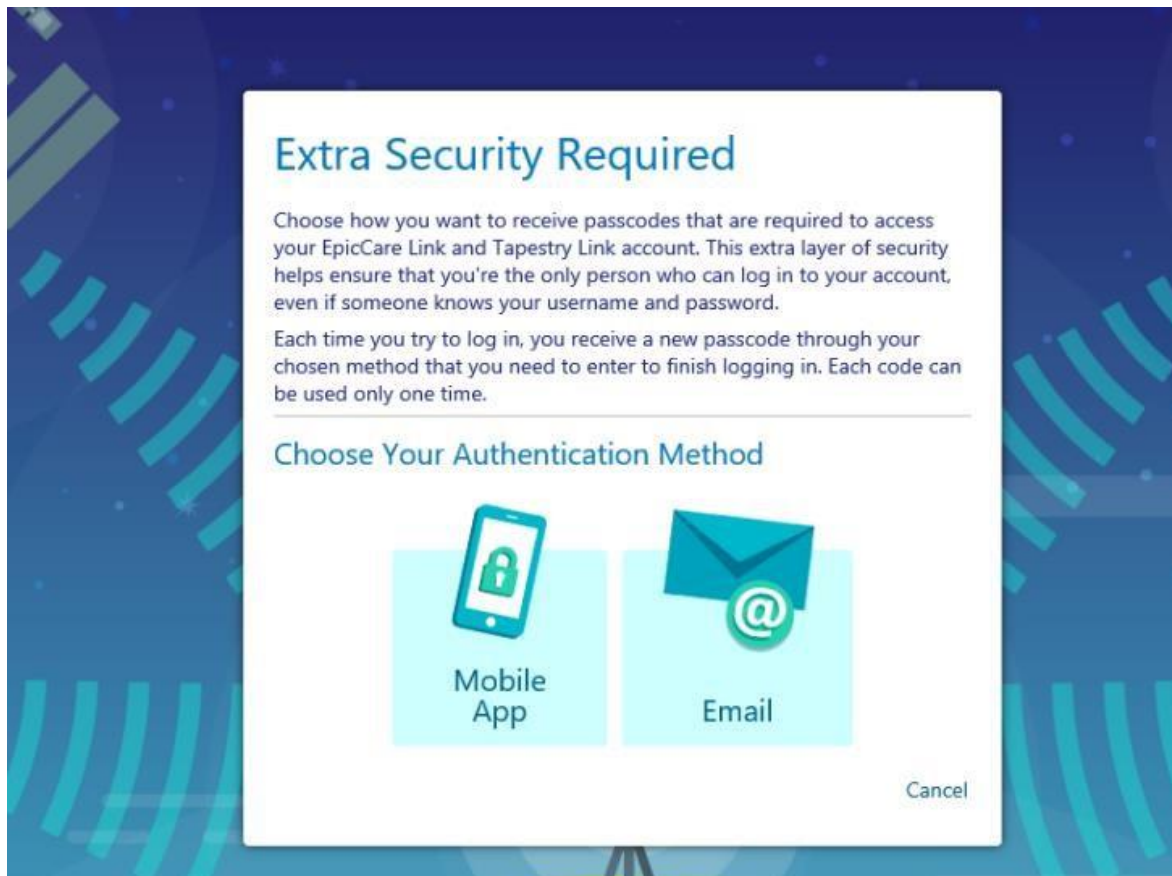 Extra Security Required
Choose how you want to receive passcodes that are required to access
your EpicCare Link and Tapestry Link account. This extra layer of security
helps ensure that you're the only person who can log in to your account,
even if someone knows your username and password.
Each time you try to log in, you receive a new passcode through your
chosen method that you need to enter to finish logging in. Each code can
be used only one time.
Choose Your Authentication Method
@
Mobile
App
Email
Cancel